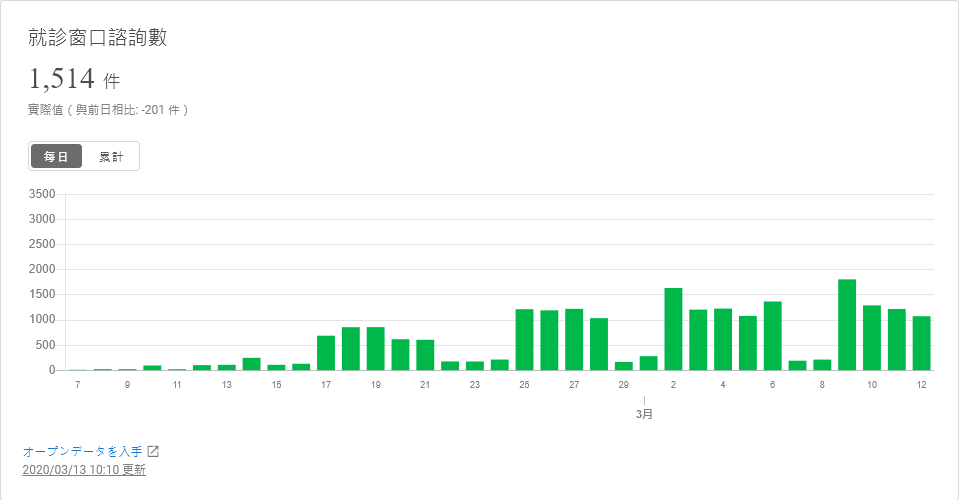 就診窗口諮詢數
1,514 件
實際值 ( 與前日相比: -201 件 )
每日 累計
3500
3000
2500
2000
1500
1000
500
0
7 9 11 13 15 17 19 21 23 25 27 29 2 4 6 8 10 12
3月
オープンデータを入手
2020/03/13 10:10 更新